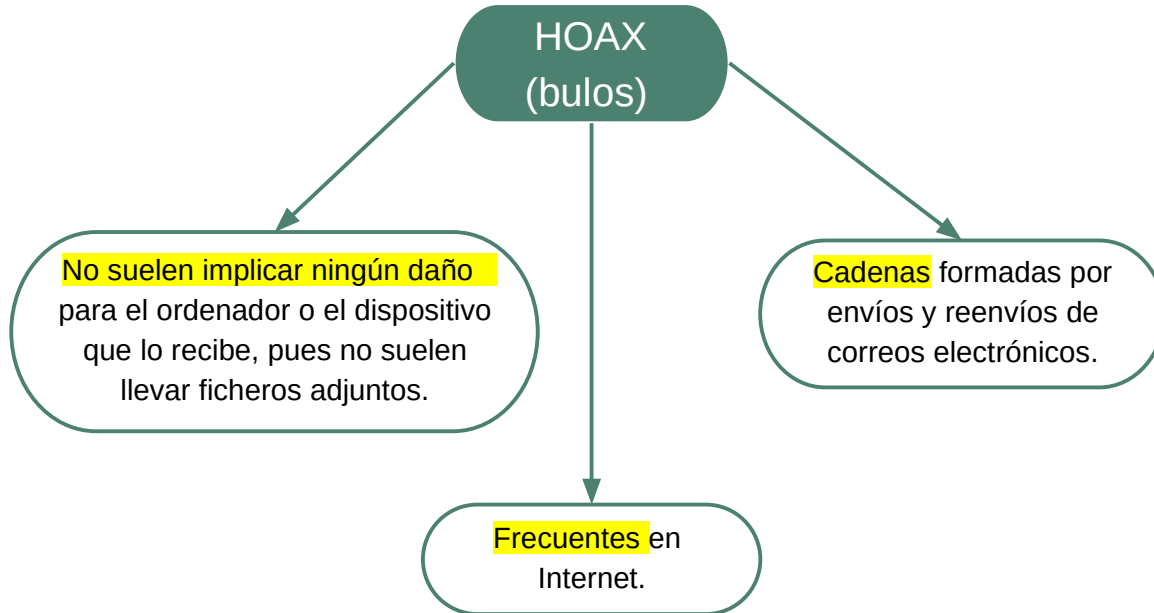 HOAX
(bulos)
No suelen implicar ningún daño
para el ordenador o el dispositivo
que lo recibe, pues no suelen
llevar ficheros adjuntos.
Cadenas formadas por
envíos y reenvíos de
correos electrónicos.
Frecuentes en
Internet.